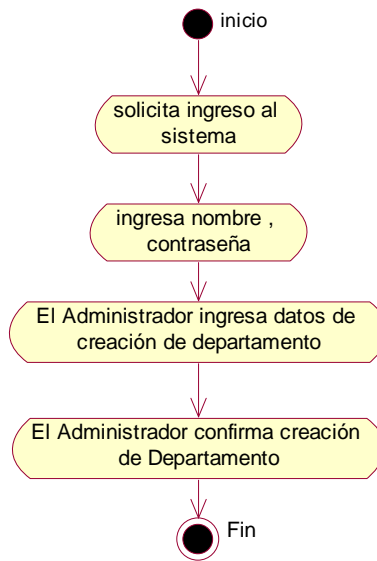 inicio
solicita ingreso al
sistema
ingresa nombre ,
contraseña
El Administrador ingresa datos de
creación de departamento
El Administrador confirma creación
de Departamento
Fin